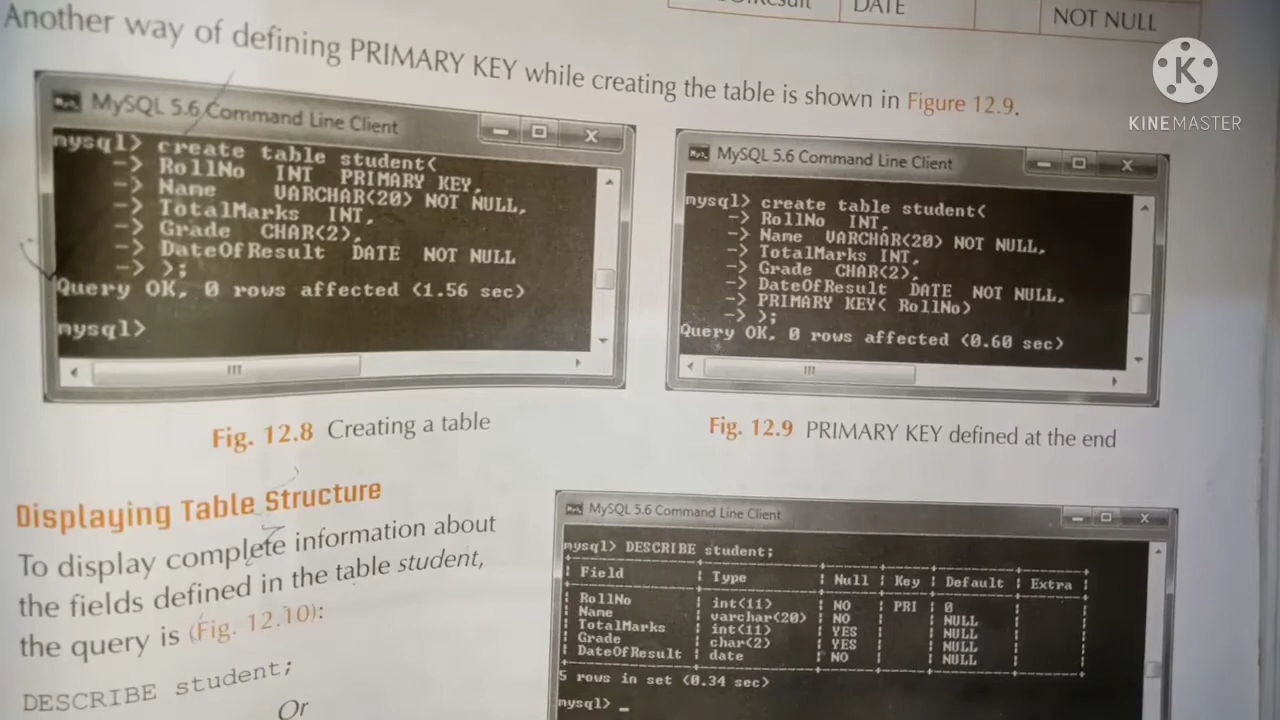 DATE
NOT NULL
Another way of defining PRIMARY KEY while creating the table is shown in Figure 12.9.
K
KINEMASTER
MySQL 5.6 Command Line Client
mysql> create table student(
-> RollNo INT PRIMARY KEY,
-> Name VARCHAR(20) NOT NULL,
-> TotalMarks INT,
-> Grade CHAR(2),
-> DateOfResult DATE NOT NULL
-> );
Query OK, 0 rows affected (1.56 sec)
mysql>
Fig. 12.8 Creating a table
MySQL 5.6 Command Line Client
mysql> create table student(
-> RollNo INT,
-> Name VARCHAR(20) NOT NULL,
-> TotalMarks INT,
-> Grade CHAR(2),
-> DateOfResult DATE NOT NULL,
-> PRIMARY KEY( RollNo)
-> );
Query OK, 0 rows affected (0.60 sec)
Fig. 12.9 PRIMARY KEY defined at the end
Displaying Table Structure
To display complete information about
the fields defined in the table student,
the query is (Fig. 12.10):
DESCRIBE student;
Or
MySQL 5.6 Command Line Client
mysql> DESCRIBE student;
| Field | Type | Null | Key | Default | Extra |
| RollNo | int(11) | NO | PRI | 0 | |
| Name | varchar(20) | NO | | NULL | |
| TotalMarks | int(11) | YES | | NULL | |
| Grade | char(2) | YES | | NULL | |
| DateOfResult | date | NO | | NULL | |
5 rows in set (0.34 sec)
mysql> _